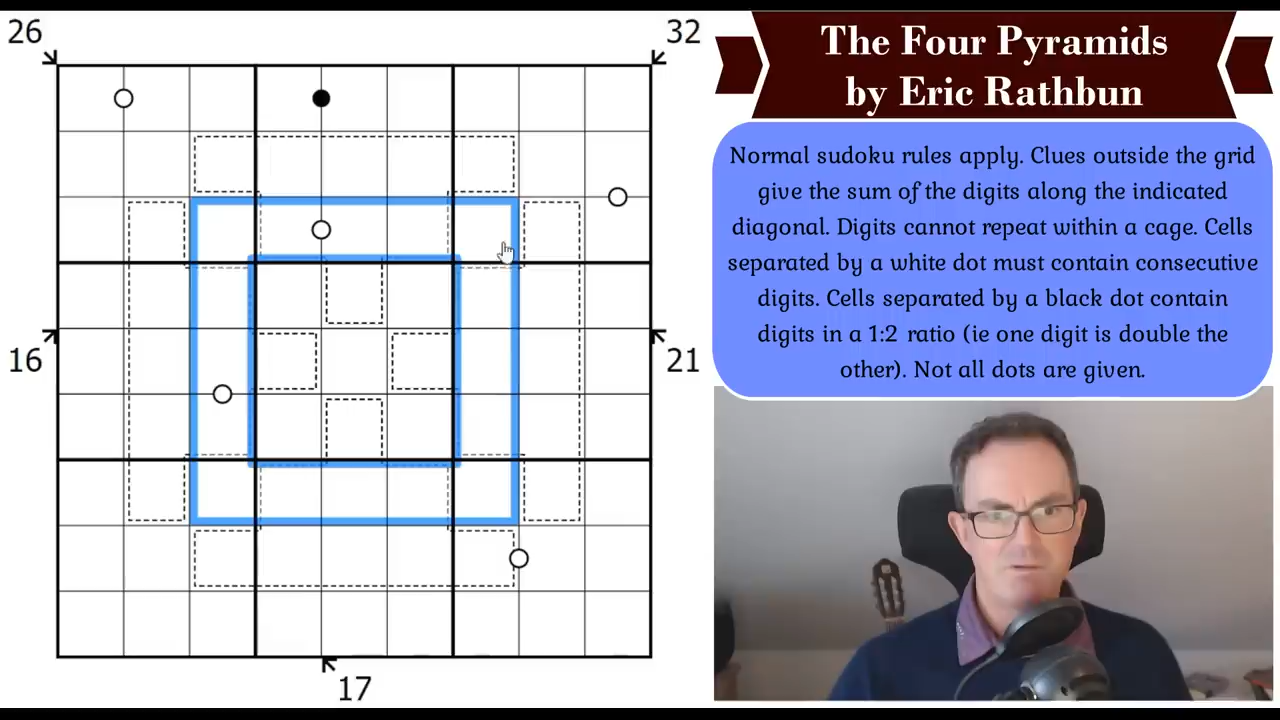 26
32
The Four Pyramids
by Eric Rathbun
Normal sudoku rules apply. Clues outside the grid
give the sum of the digits along the indicated
diagonal. Digits cannot repeat within a cage. Cells
separated by a white dot must contain consecutive
digits. Cells separated by a black dot contain
digits in a 1:2 ratio (ie one digit is double the
other). Not all dots are given.
16
21
17